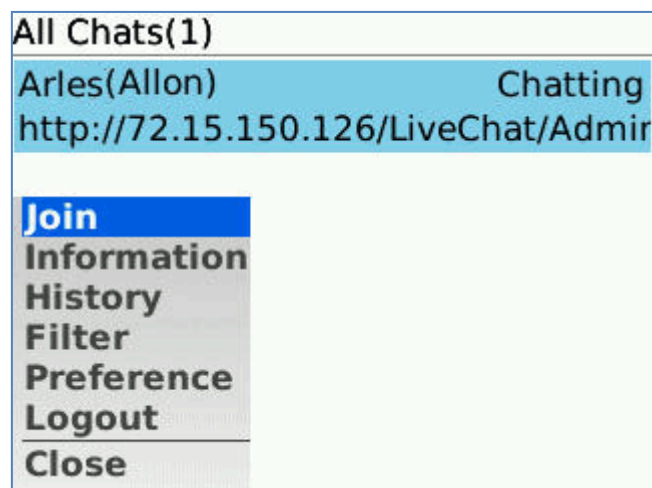 All Chats(1)
Arles(Allon) Chatting
http://72.15.150.126/LiveChat/Admin
Join
Information
History
Filter
Preference
Logout
Close